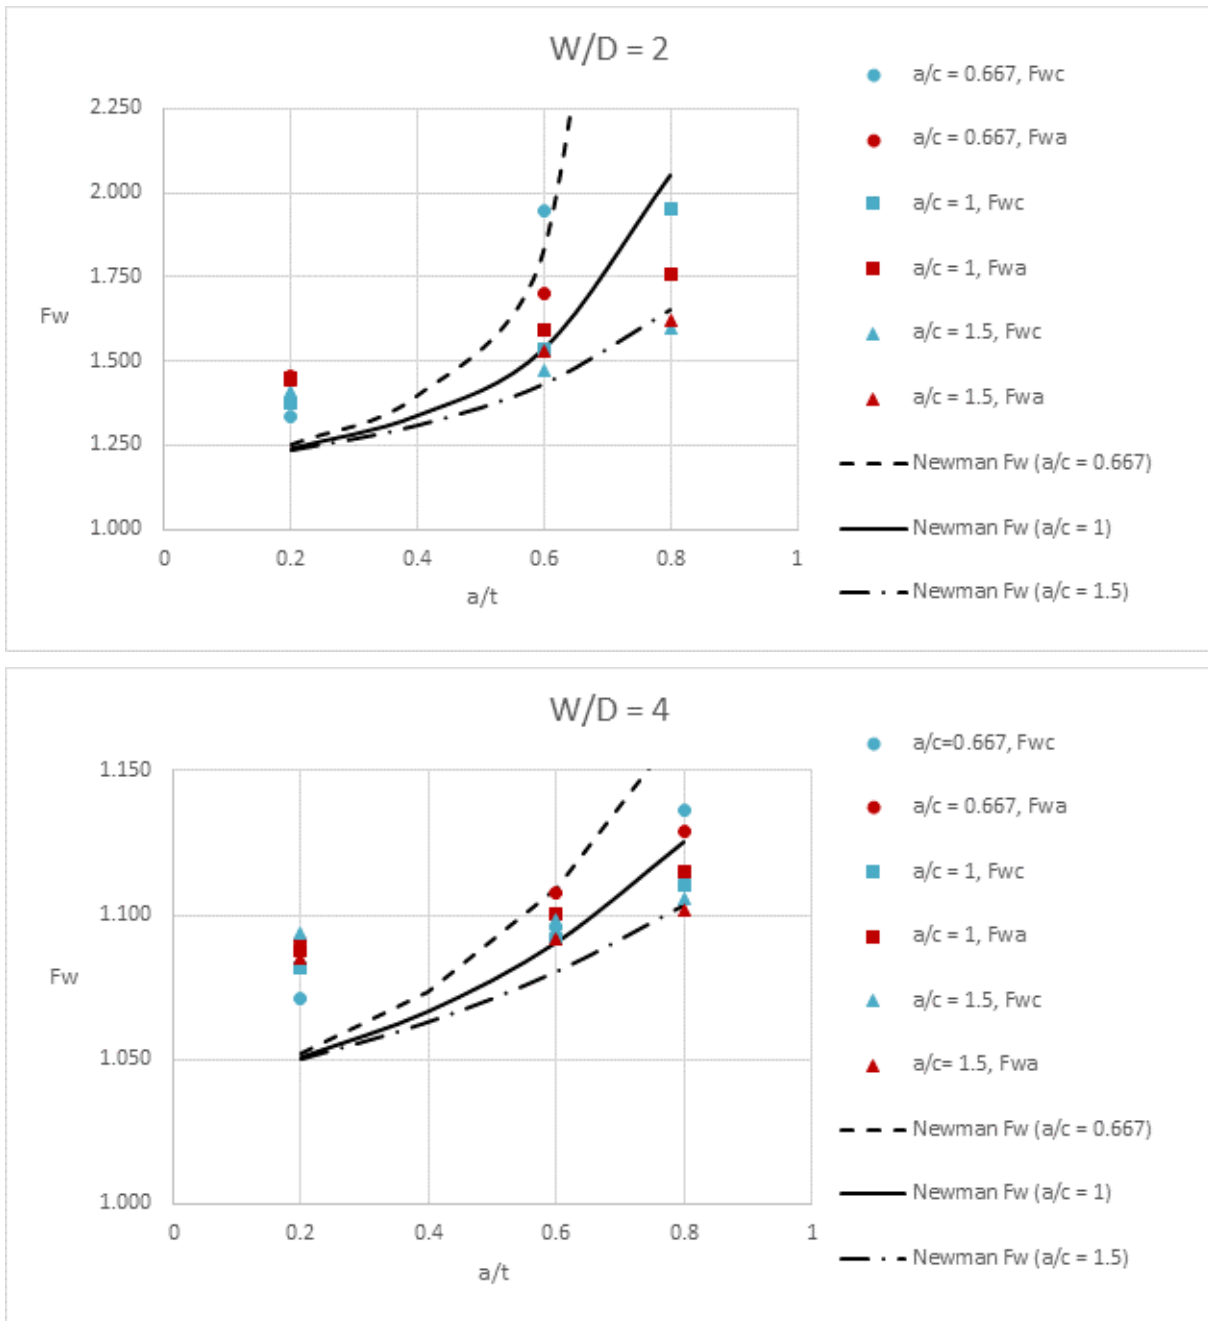 W/D = 2
2.250
2.000
1.750
1.500
1.250
1.000
Fw
0
0.2
0.4
0.6
0.8
1
a/t
a/c = 0.667, Fwc
a/c = 0.667, Fwa
a/c = 1, Fwc
a/c = 1, Fwa
a/c = 1.5, Fwc
a/c = 1.5, Fwa
Newman Fw (a/c = 0.667)
Newman Fw (a/c = 1)
Newman Fw (a/c = 1.5)
W/D = 4
1.150
1.100
1.050
1.000
Fw
0
0.2
0.4
0.6
0.8
1
a/t
a/c=0.667, Fwc
a/c = 0.667, Fwa
a/c = 1, Fwc
a/c = 1, Fwa
a/c = 1.5, Fwc
a/c= 1.5, Fwa
Newman Fw (a/c = 0.667)
Newman Fw (a/c = 1)
Newman Fw (a/c = 1.5)